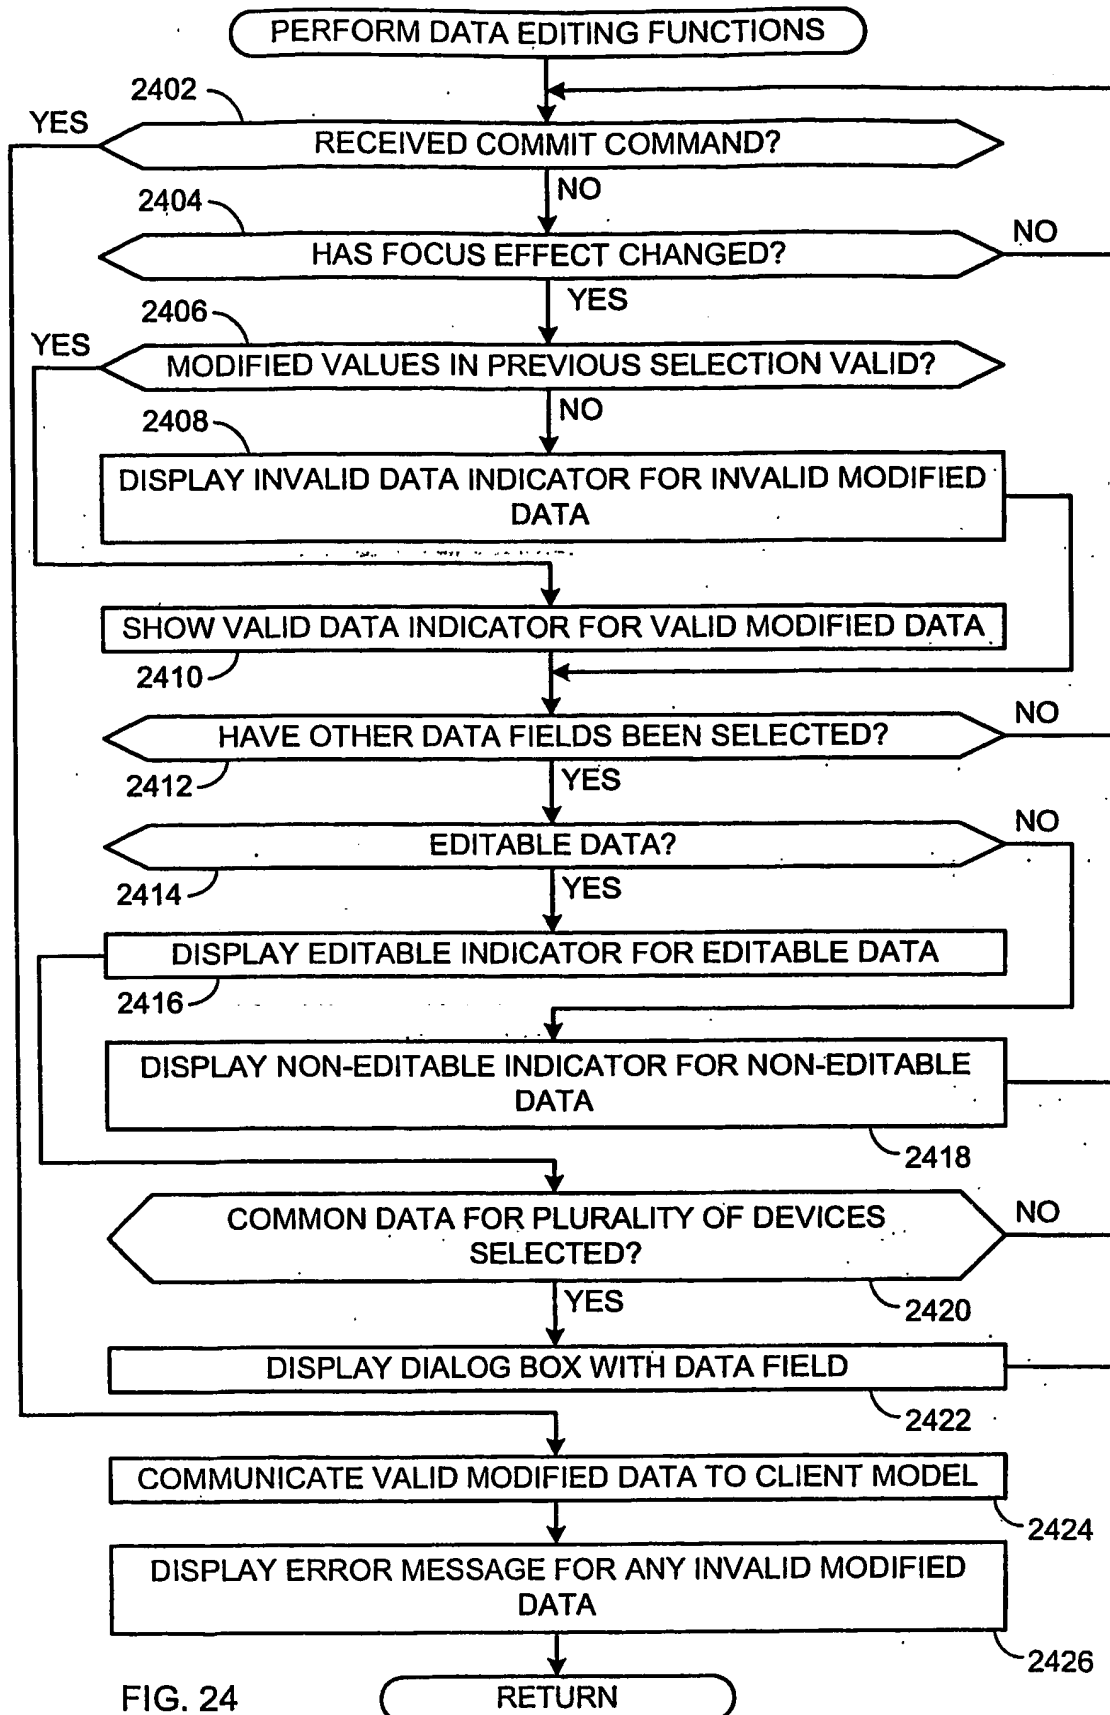 PERFORM DATA EDITING FUNCTIONS
2402
YES
RECEIVED COMMIT COMMAND?
NO
2404
NO
HAS FOCUS EFFECT CHANGED?
YES
2406
YES
MODIFIED VALUES IN PREVIOUS SELECTION VALID?
NO
2408
DISPLAY INVALID DATA INDICATOR FOR INVALID MODIFIED
DATA
SHOW VALID DATA INDICATOR FOR VALID MODIFIED DATA
2410
NO
HAVE OTHER DATA FIELDS BEEN SELECTED?
2412
YES
NO
EDITABLE DATA?
2414
YES
DISPLAY EDITABLE INDICATOR FOR EDITABLE DATA
2416
DISPLAY NON-EDITABLE INDICATOR FOR NON-EDITABLE
DATA
2418
COMMON DATA FOR PLURALITY OF DEVICES
SELECTED?
NO
2420
YES
DISPLAY DIALOG BOX WITH DATA FIELD
2422
COMMUNICATE VALID MODIFIED DATA TO CLIENT MODEL
2424
DISPLAY ERROR MESSAGE FOR ANY INVALID MODIFIED
DATA
2426
FIG. 24
RETURN